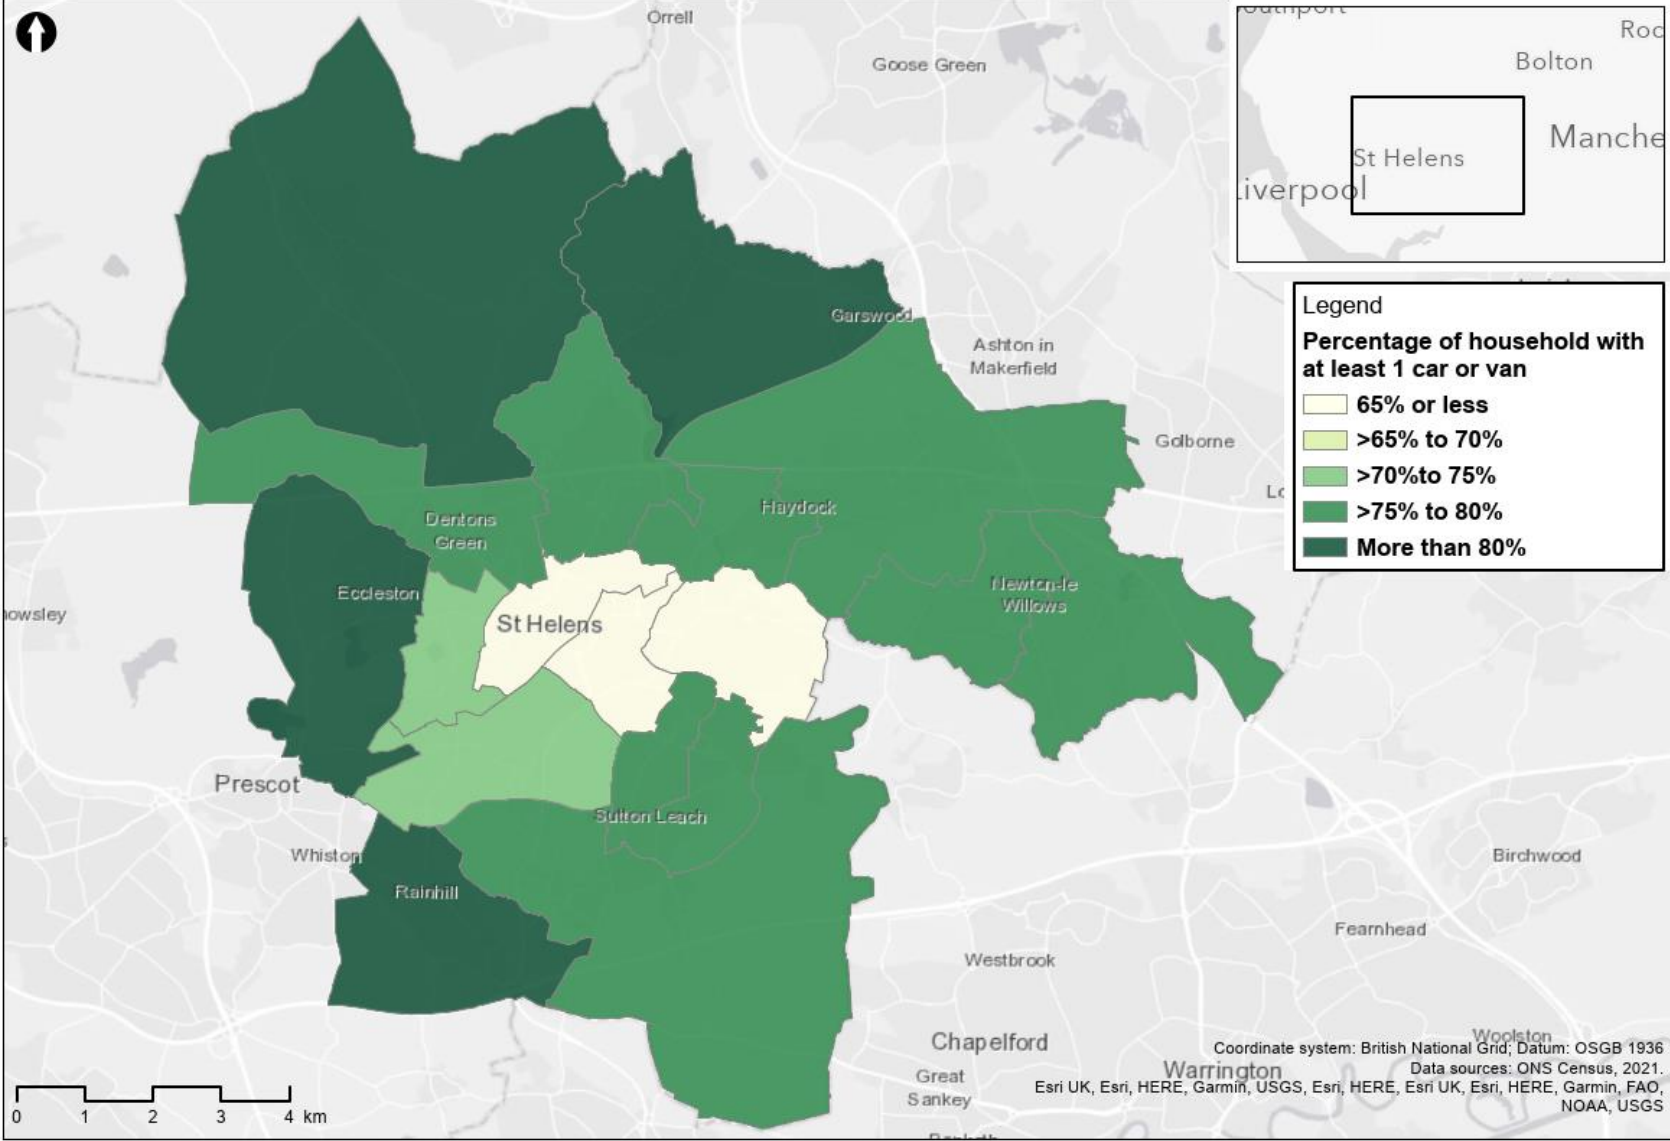 Orrell
Goose Green
Roc
Bolton
Manche
St Helens
iverpool
Garswood
Ashton in
Makerfield
Golborne
Legend
Percentage of household with
at least 1 car or van
65% or less
>65% to 70%
>70%to 75%
>75% to 80%
More than 80%
Haydock
Dentons
Green
Eccleston
Newton-le
Willows
owsley
St Helens
Prescot
Sutton Leach
Whiston
Birchwood
Rainhill
Fearnhead
Westbrook
Chapelford
Woolston
Great
Sankey
Warrington
Coordinate system: British National Grid; Datum: OSGB 1936
Data sources: ONS Census, 2021.
Esri UK, Esri, HERE, Garmin, USGS, Esri, HERE, Esri UK, Esri, HERE, Garmin, FAO,
NOAA, USGS
0 1 2 3 4 km